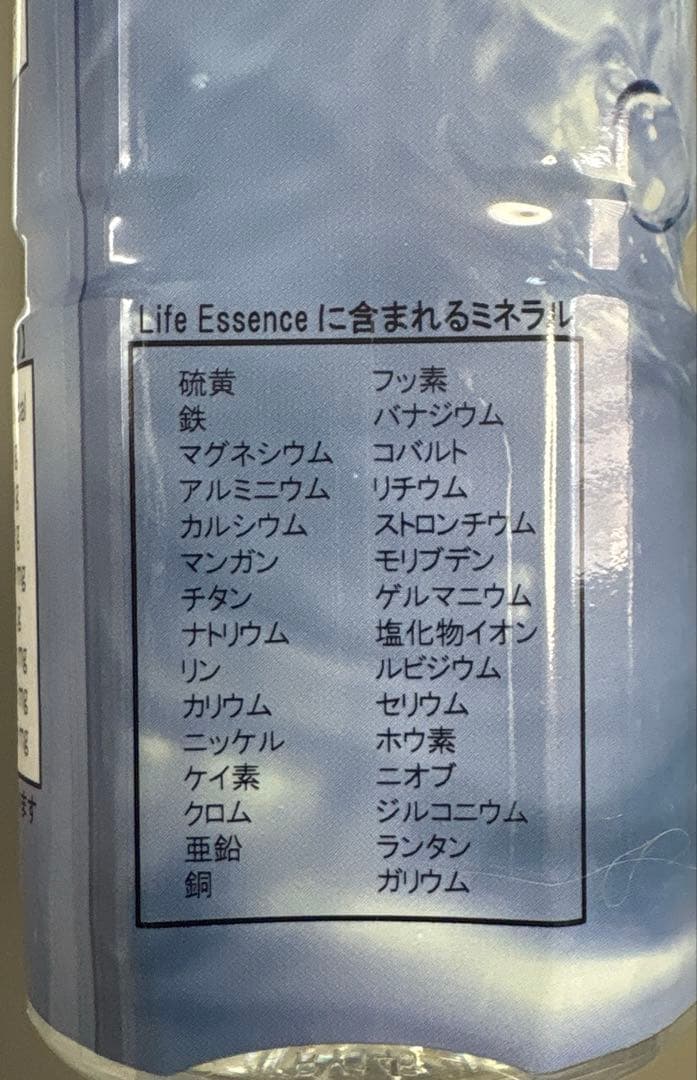 Life Essence に含まれるミネラル
硫黄 フッ素
鉄 バナジウム
マグネシウム コバルト
アルミニウム リチウム
カルシウム ストロンチウム
マンガン モリブデン
チタン ゲルマニウム
ナトリウム 塩化物イオン
リン ルビジウム
カリウム セリウム
ニッケル ホウ素
ケイ素 ニオブ
クロム ジルコニウム
亜鉛 ランタン
銅 ガリウム
ます